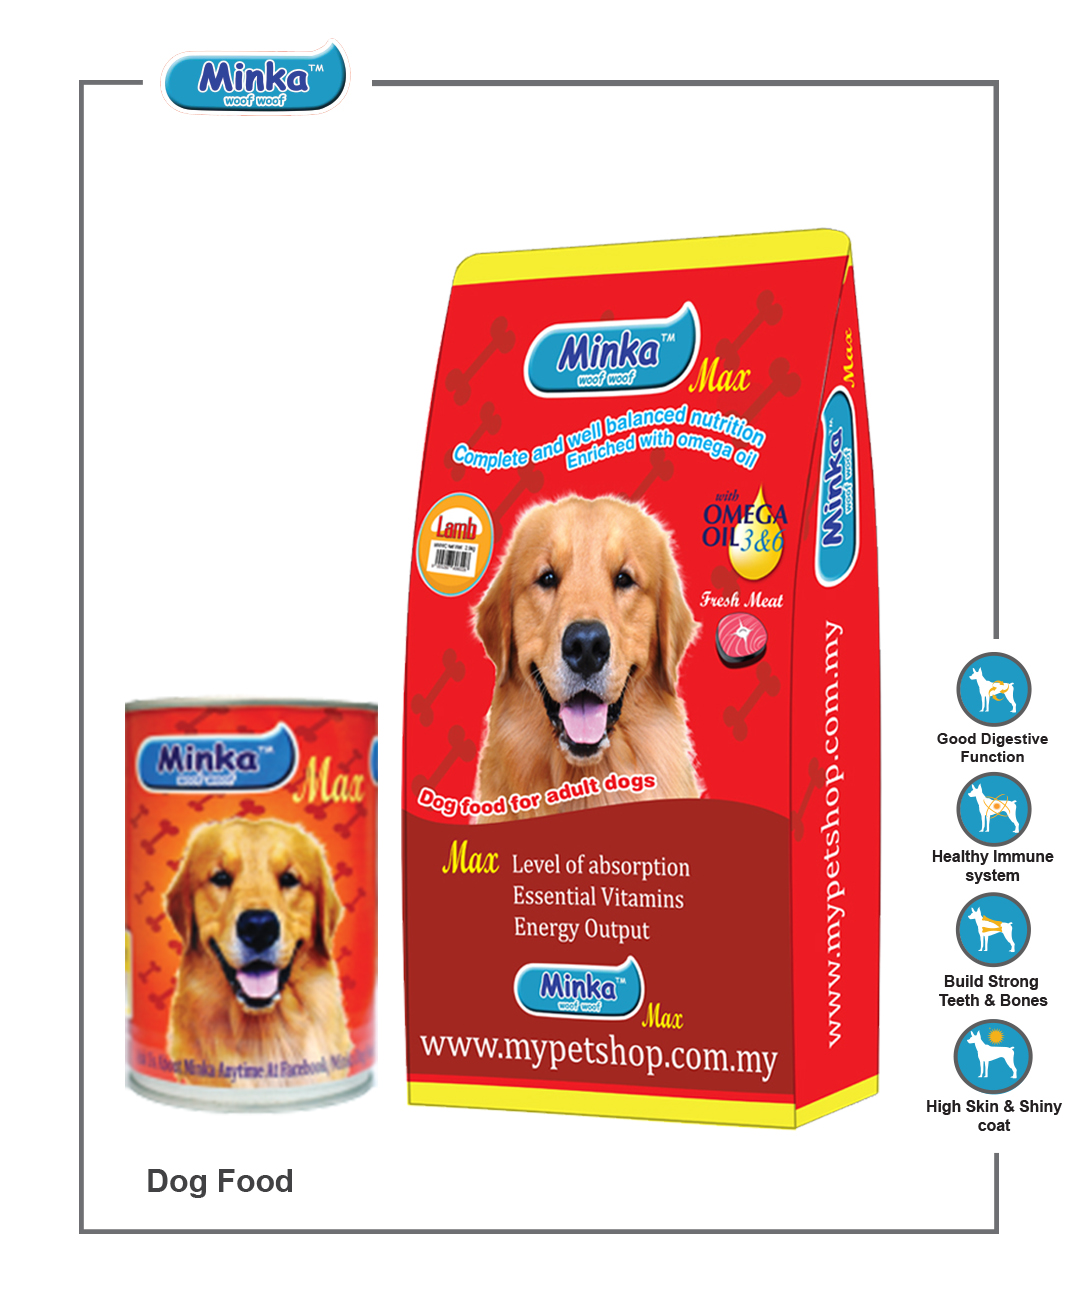 Minka™
woof woof
Minka™
woof woof
Max
Complete and well balanced nutrition
Enriched with omega oil
Lamb
with
OMEGA
OIL 3&6
Fresh Meat
Dog food for adult dogs
Max Level of absorption
Essential Vitamins
Energy Output
Minka™
woof woof
Max
www.mypetshop.com.my
Max
Minka™
woof woof
www.mypetshop.com.my
Minka™
woof woof
Max
Minka Anytime At Facebook
Good Digestive
Function
Healthy Immune
system
Build Strong
Teeth & Bones
High Skin & Shiny
coat
Dog Food